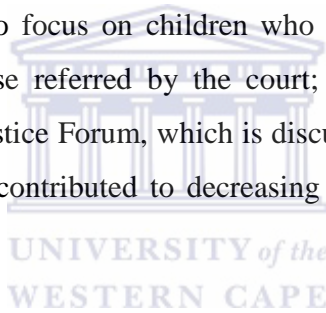 o focus on children who
se referred by the court;
stice Forum, which is discu
contributed to decreasing
UNIVERSITY of the
WESTERN CAPE